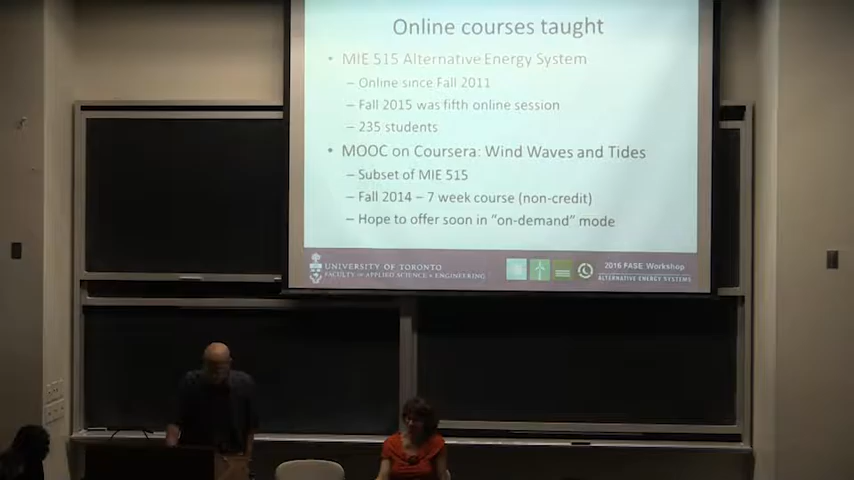 Online courses taught
• MIE 515 Alternative Energy System
– Online since Fall 2011
– Fall 2015 was fifth online session
– 235 students
• MOOC on Coursera: Wind Waves and Tides
– Subset of MIE 515
– Fall 2014 – 7 week course (non-credit)
– Hope to offer soon in "on-demand" mode
UNIVERSITY OF TORONTO
FACULTY OF APPLIED SCIENCE & ENGINEERING
2016 FASE Workshop
ALTERNATIVE ENERGY SYSTEMS